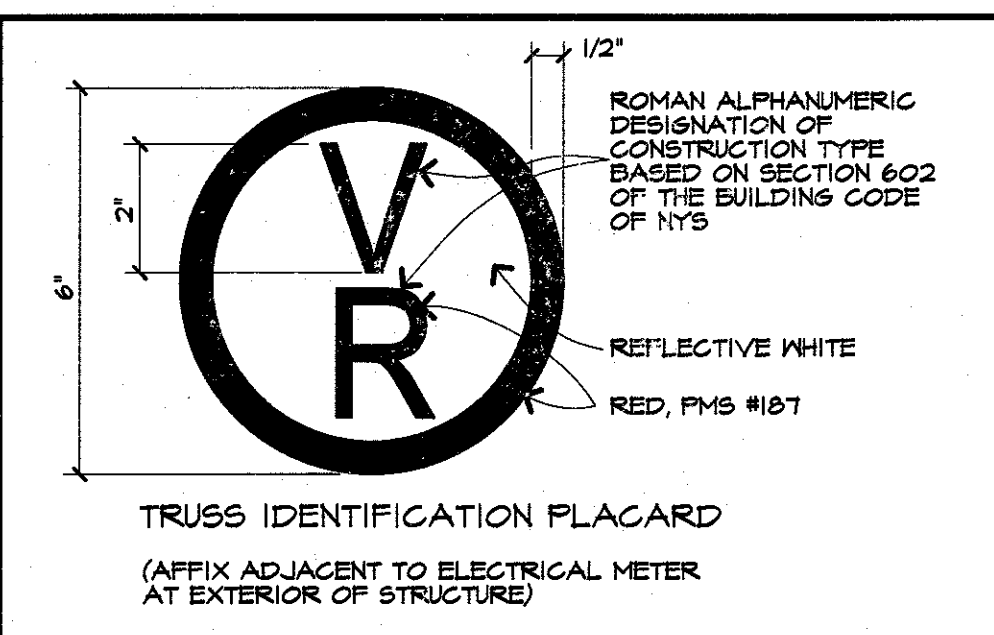 1/2"
ROMAN ALPHANUMERIC
DESIGNATION OF
CONSTRUCTION TYPE
BASED ON SECTION 602
OF THE BUILDING CODE
OF NYS
2"
6"
V
R
REFLECTIVE WHITE
RED, PMS #187
TRUSS IDENTIFICATION PLACARD
(AFFIX ADJACENT TO ELECTRICAL METER
AT EXTERIOR OF STRUCTURE)